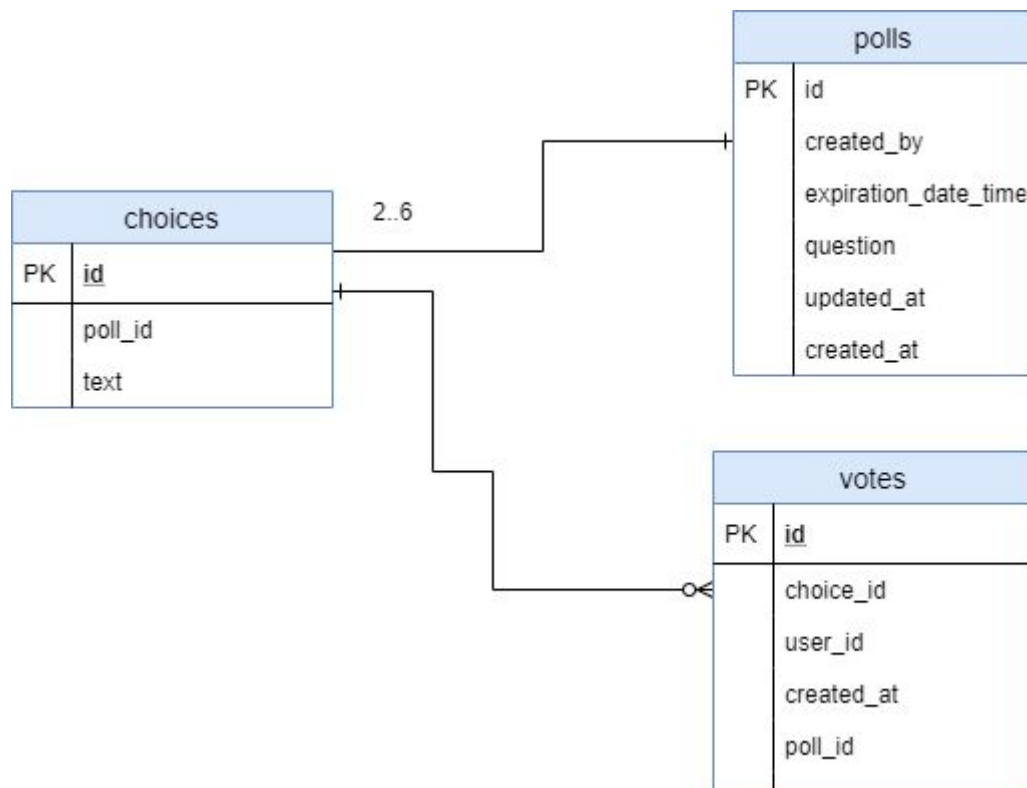 polls
PK id
created_by
expiration_date_time
question
updated_at
created_at
choices
PK id
poll_id
text
2..6
votes
PK id
choice_id
user_id
created_at
poll_id